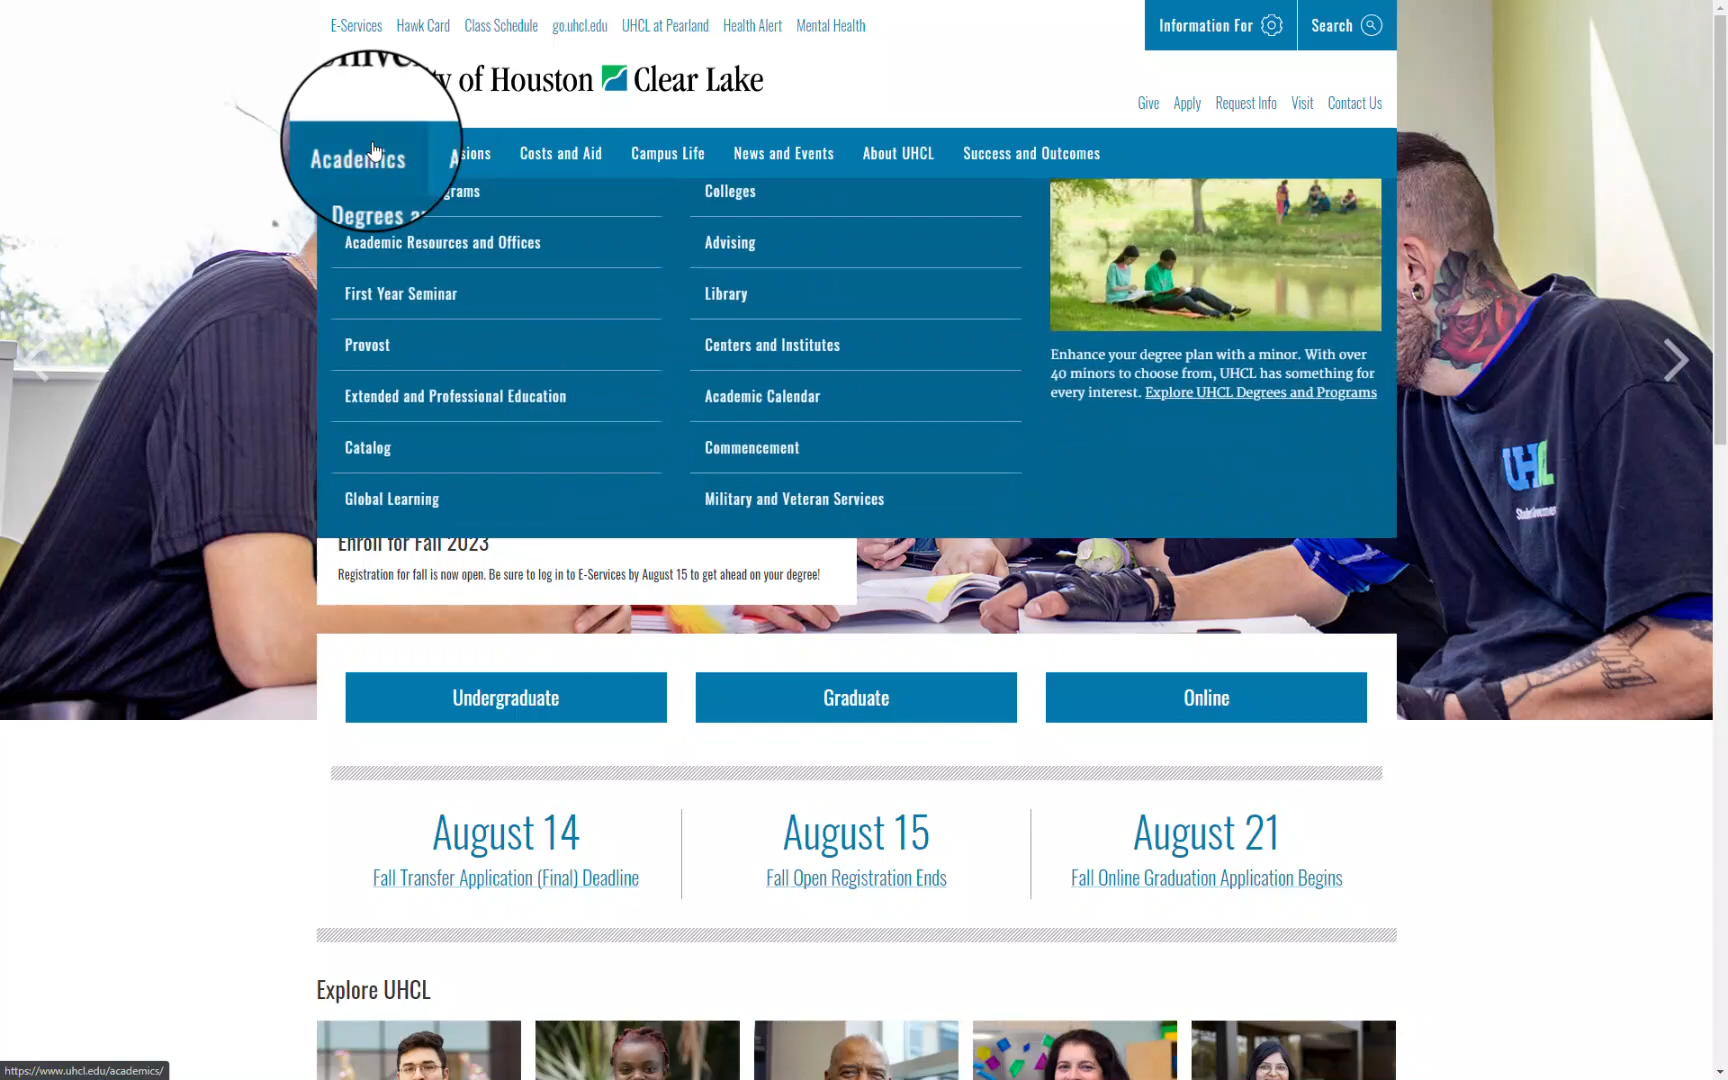 E-Services Hawk Card Class Schedule go.uhcl.edu UHCL at Pearland Health Alert Mental Health
Information For Search
y of Houston Clear Lake
Give Apply Request Info Visit Contact Us
Academics
sions Costs and Aid Campus Life News and Events About UHCL Success and Outcomes
Degrees
grams Colleges
Academic Resources and Offices Advising
First Year Seminar Library
Provost Centers and Institutes
Extended and Professional Education Academic Calendar
Catalog Commencement
Global Learning Military and Veteran Services
Enhance your degree plan with a minor. With over
40 minors to choose from, UHCL has something for
every interest. Explore UHCL Degrees and Programs
UHCL
Enroll for Fall 2023
Registration for fall is now open. Be sure to log in to E-Services by August 15 to get ahead on your degree!
Undergraduate Graduate Online
August 14 August 15 August 21
Fall Transfer Application (Final) Deadline Fall Open Registration Ends Fall Online Graduation Application Begins
Explore UHCL
https://www.uhcl.edu/academics/